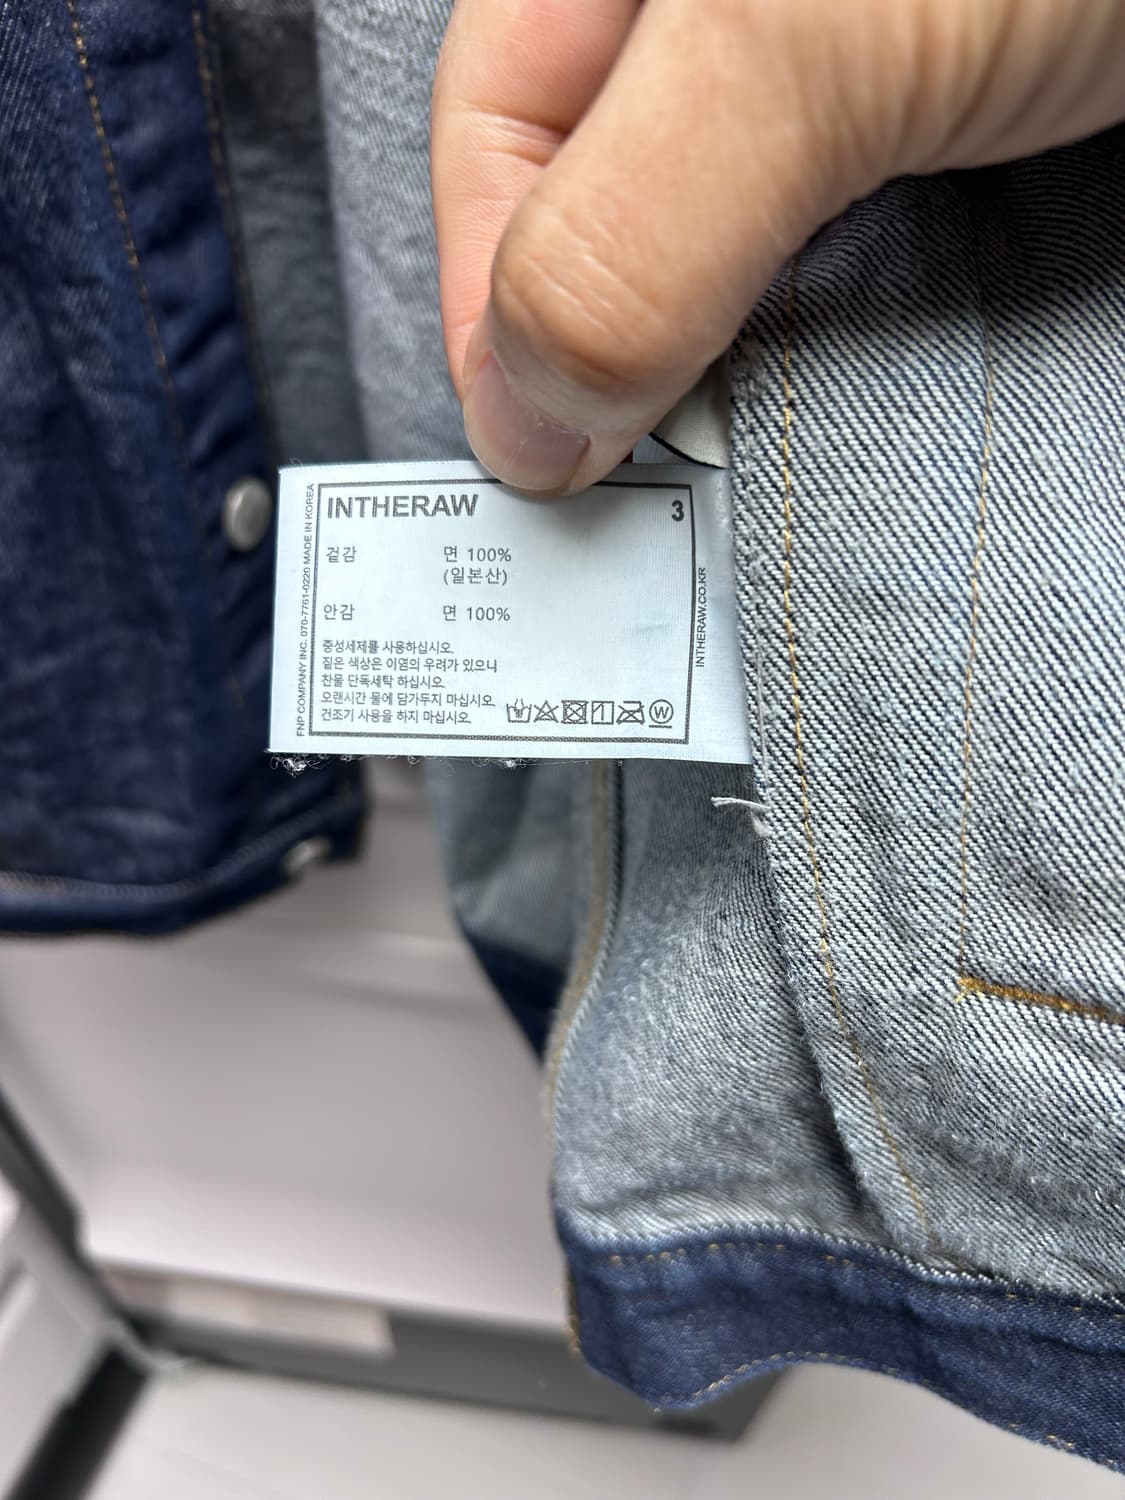 INTHERAW
3
겉감 면 100%
(일본산)
안감 면 100%
중성세제를 사용하십시오.
짙은 색상은 이염의 우려가 있으니
찬물 단독세탁 하십시오.
오랜시간 물에 담가두지 마십시오.
건조기 사용을 하지 마십시오.
W
FNP COMPANY INC. 070-7761-0220 MADE IN KOREA
INTHERAW.CO.KR